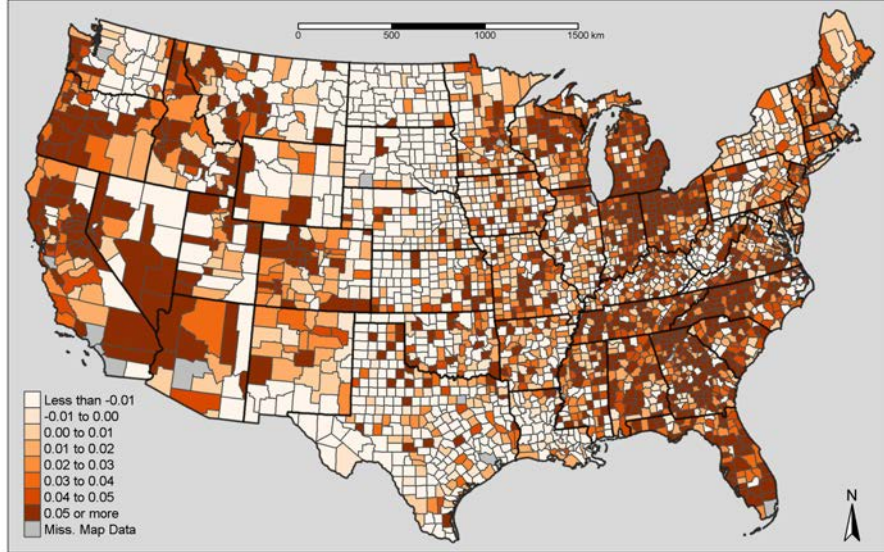 0 500 1000 1500 km
Less than -0.01
-0.01 to 0.00
0.00 to 0.01
0.01 to 0.02
0.02 to 0.03
0.03 to 0.04
0.04 to 0.05
0.05 or more
Miss. Map Data
N